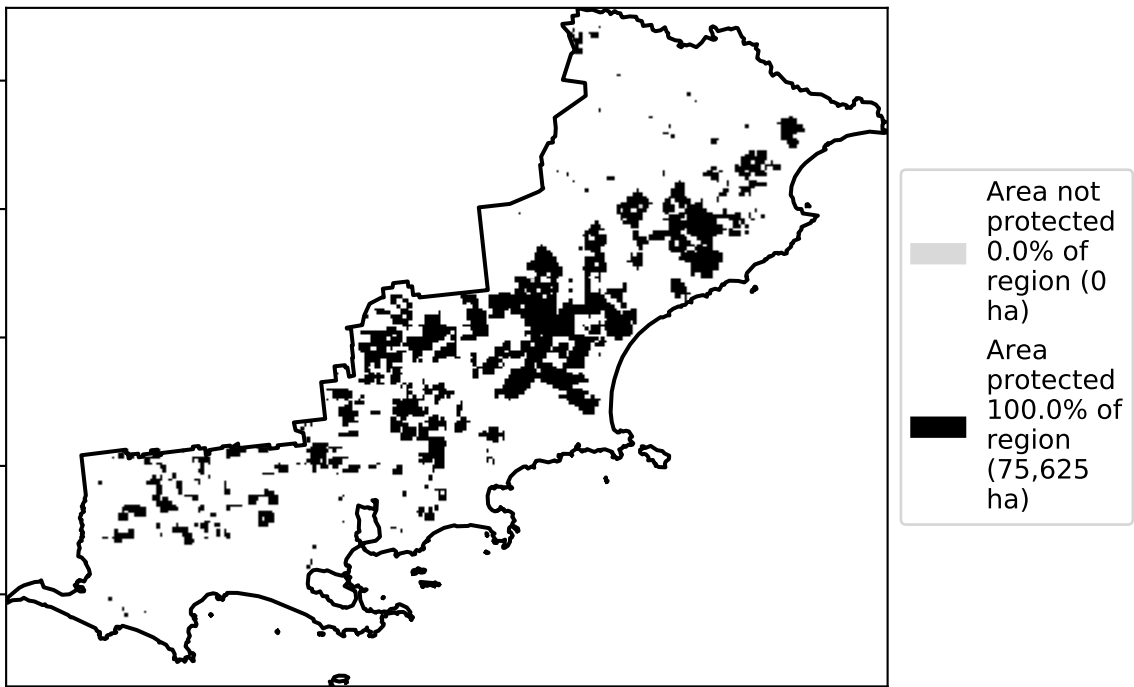 Area not
protected
0.0% of
region (0
ha)
Area
protected
100.0% of
region
(75,625
ha)